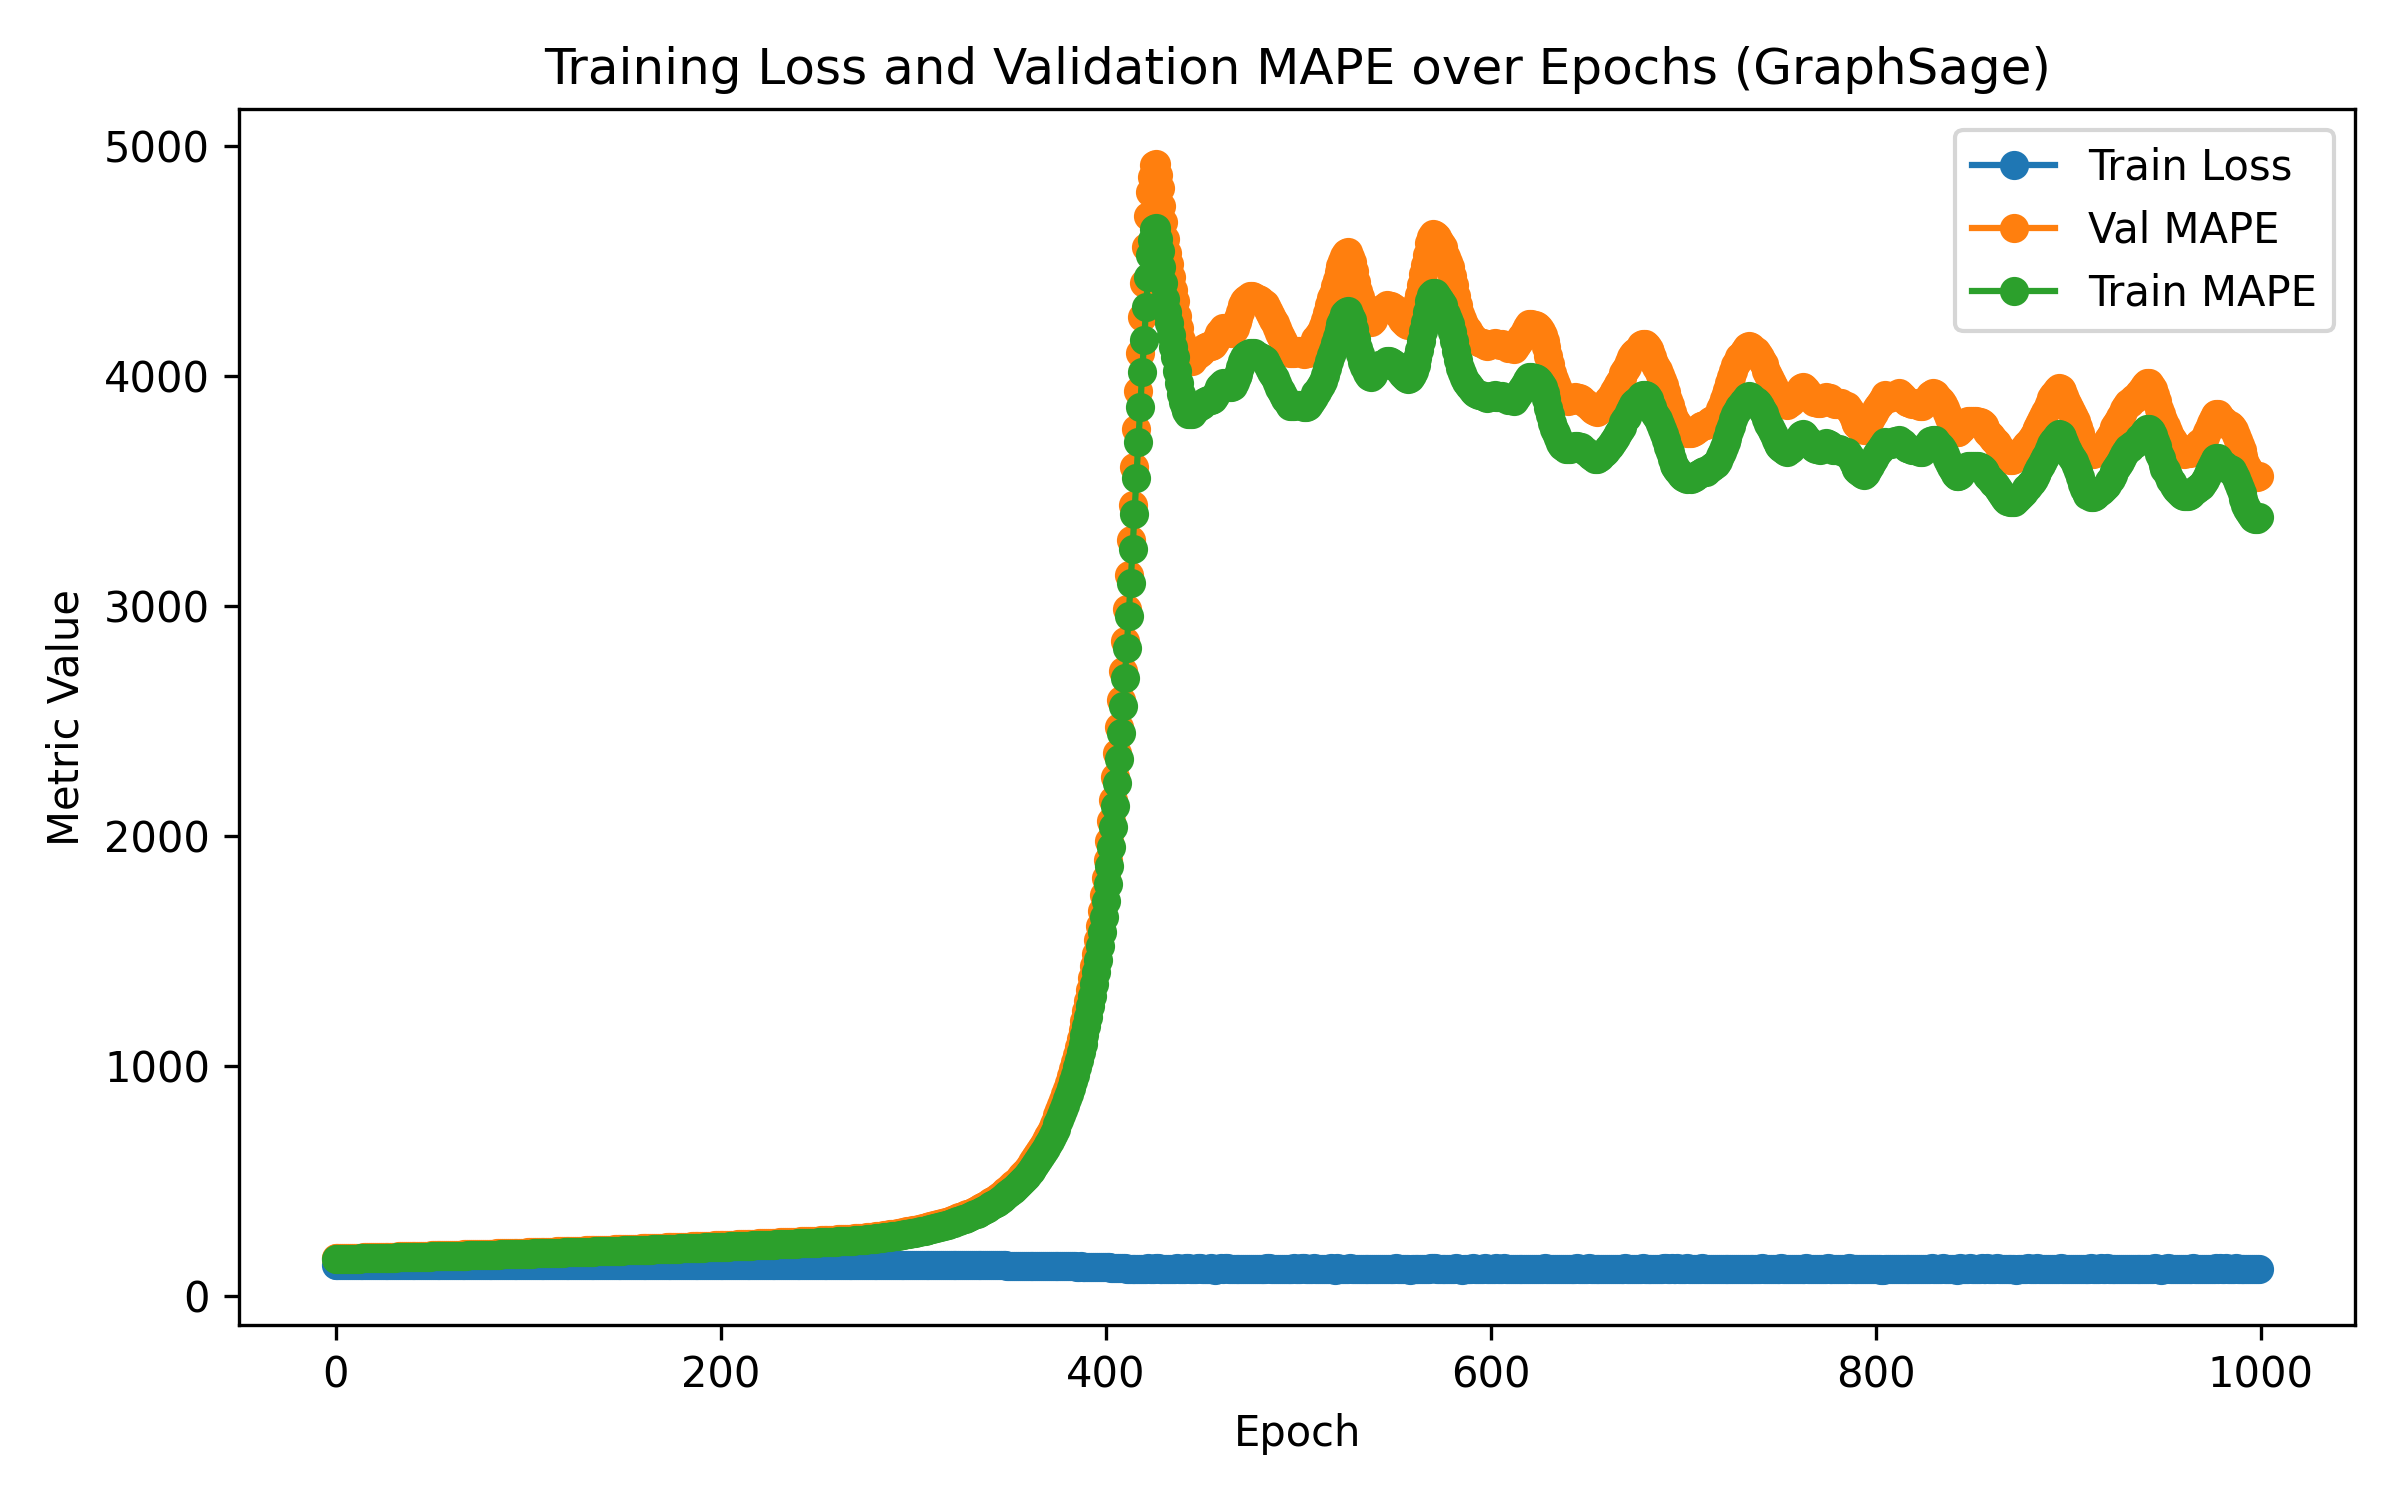 Training Loss and Validation MAPE over Epochs (GraphSage)
Train Loss
Val MAPE
Train MAPE
Metric Value
5000
4000
3000
2000
1000
0
0 200 400 600 800 1000
Epoch